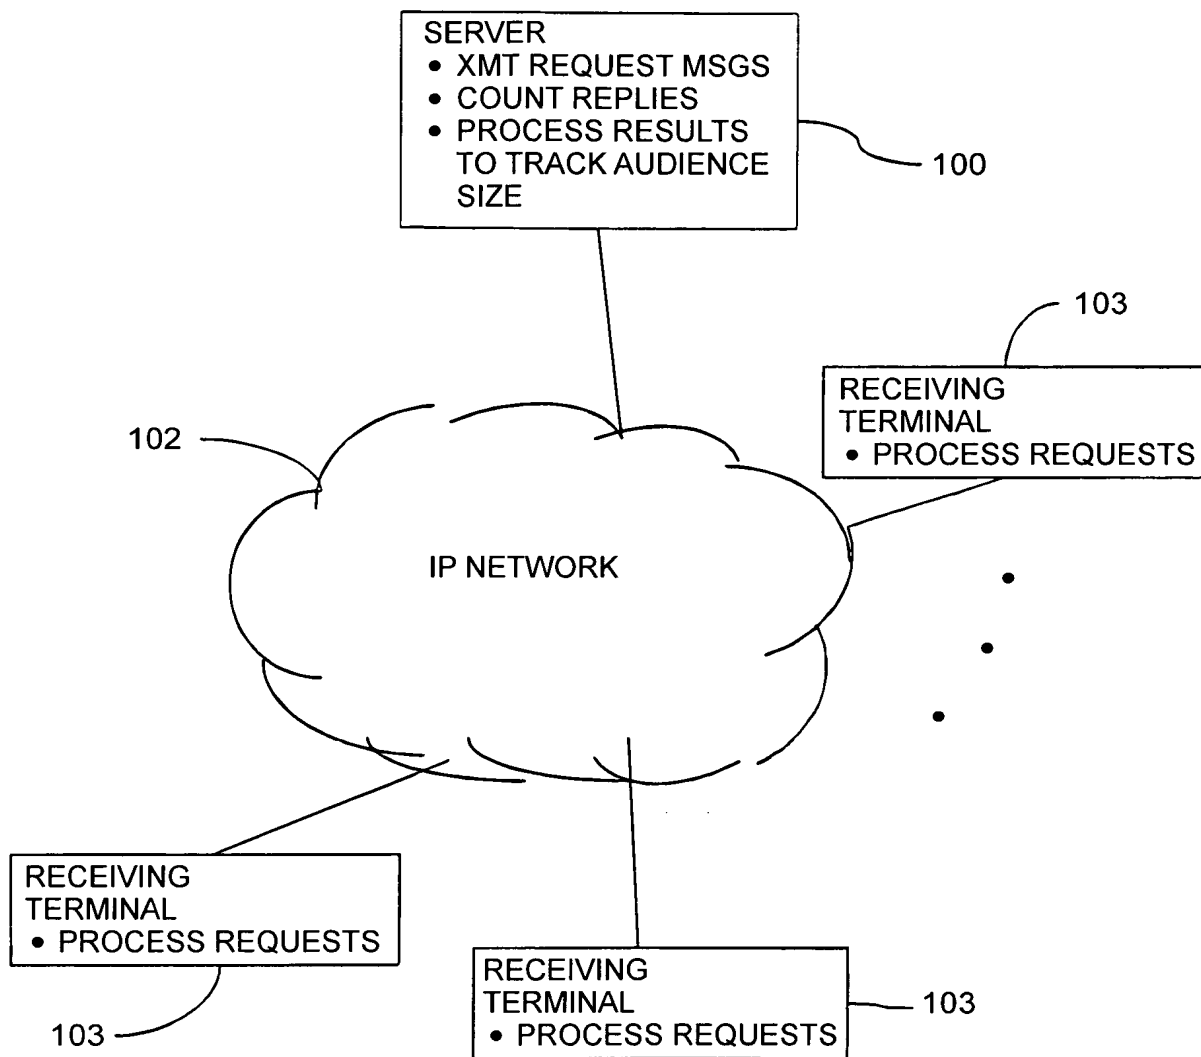 SERVER
• XMT REQUEST MSGS
• COUNT REPLIES
• PROCESS RESULTS
TO TRACK AUDIENCE
SIZE
100
103
RECEIVING
TERMINAL
• PROCESS REQUESTS
102
IP NETWORK
RECEIVING
TERMINAL
• PROCESS REQUESTS
103
RECEIVING
TERMINAL
• PROCESS REQUESTS
103